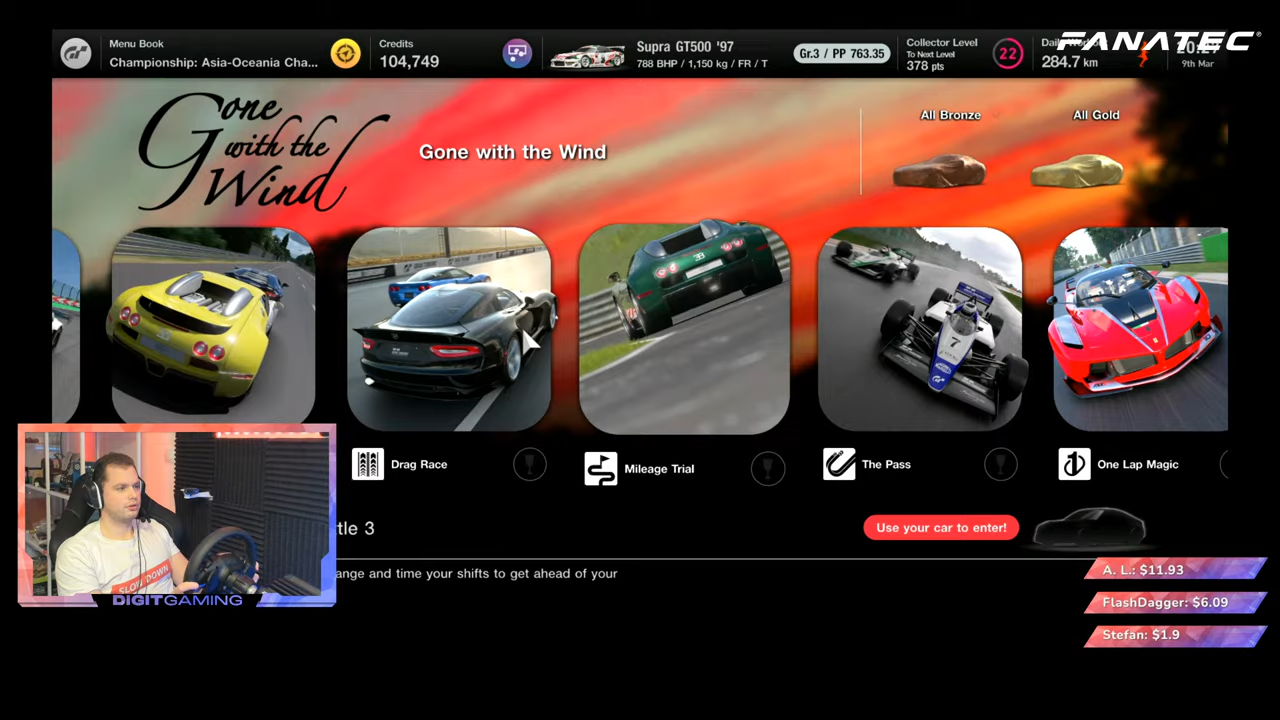 Menu Book
Championship: Asia-Oceania Cha...
Credits
104,749
Supra GT500 '97
788 BHP / 1,150 kg / FR / T
Gr.3 / PP 763.35
Collector Level
To Next Level
378 pts
22
284.7 km
9th Mar
FANATEC
Gone
with the
Wind
Gone with the Wind
All Bronze
All Gold
7
Drag Race
Mileage Trial
The Pass
One Lap Magic
ttle 3
Use your car to enter!
ange and time your shifts to get ahead of your
SLOW DOWN
DIGITGAMING
A. L.: $11.93
FlashDagger: $6.09
Stefan: $1.9